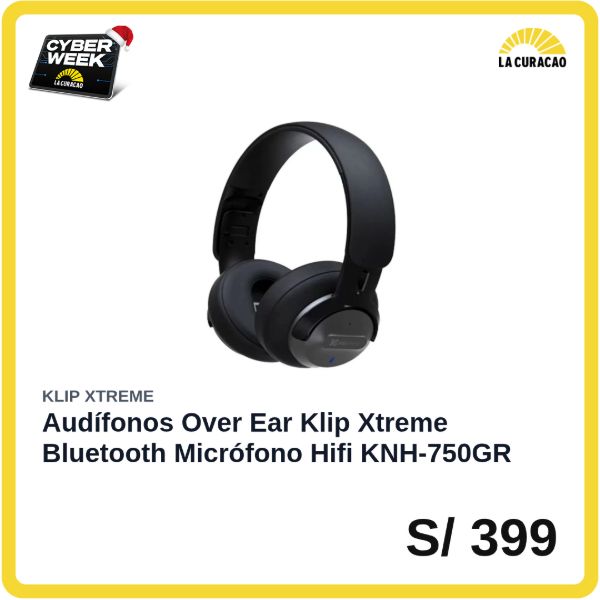 CYBER
WEEK
LA CURACAO
LA CURACAO
KLIP XTREME
Audífonos Over Ear Klip Xtreme
Bluetooth Micrófono Hifi KNH-750GR
S/ 399